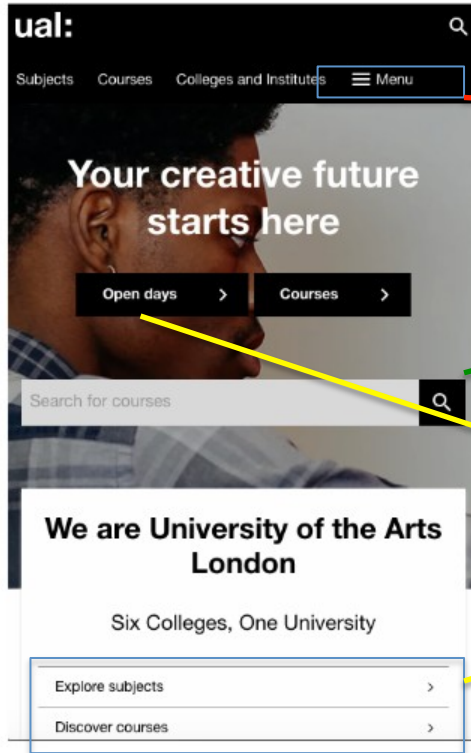 ual:
Subjects Courses Colleges and Institutes Menu
Your creative future
starts here
Open days > Courses >
Search for courses
We are University of the Arts
London
Six Colleges, One University
Explore subjects >
Discover courses >